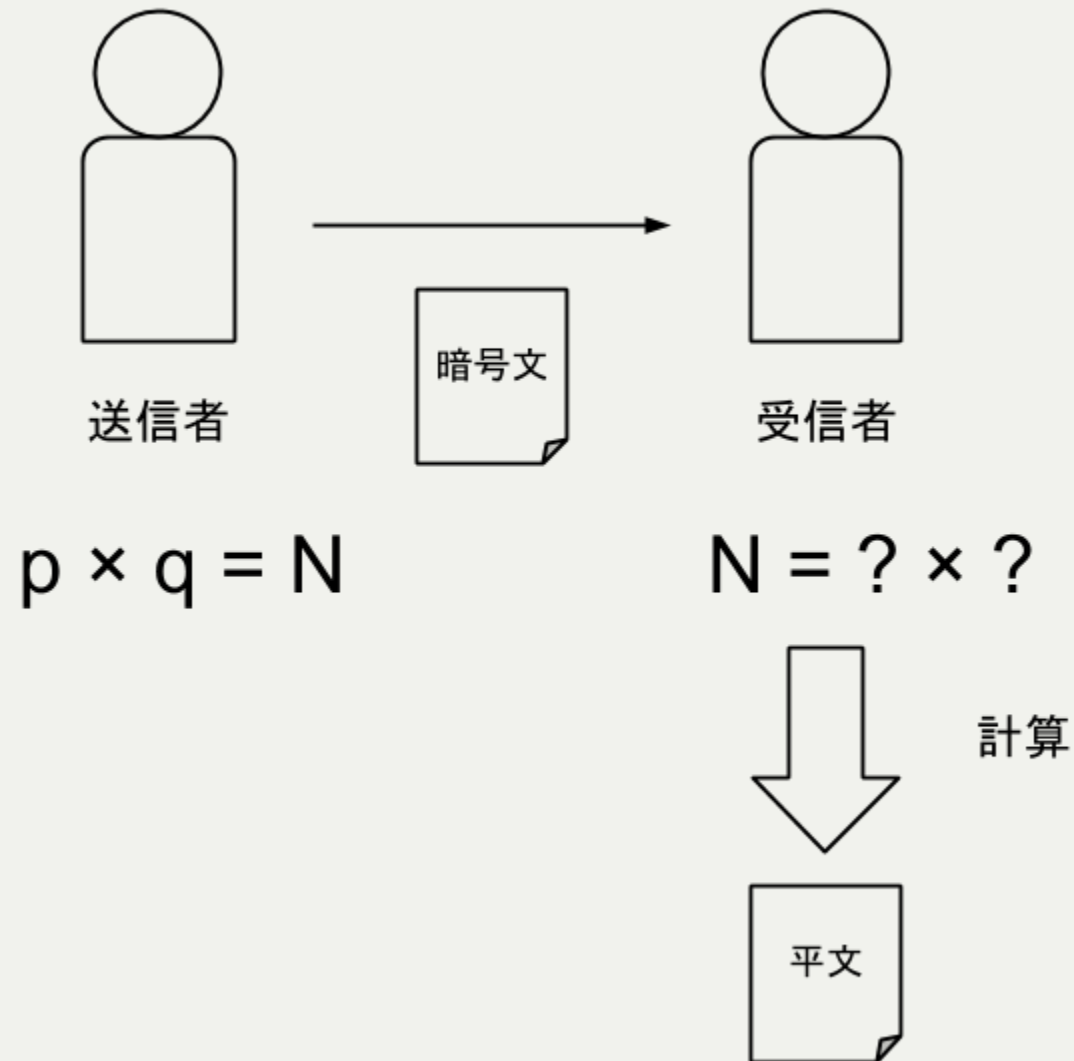 暗号文
送信者
受信者
p × q = N
N = ? × ?
計算
平文